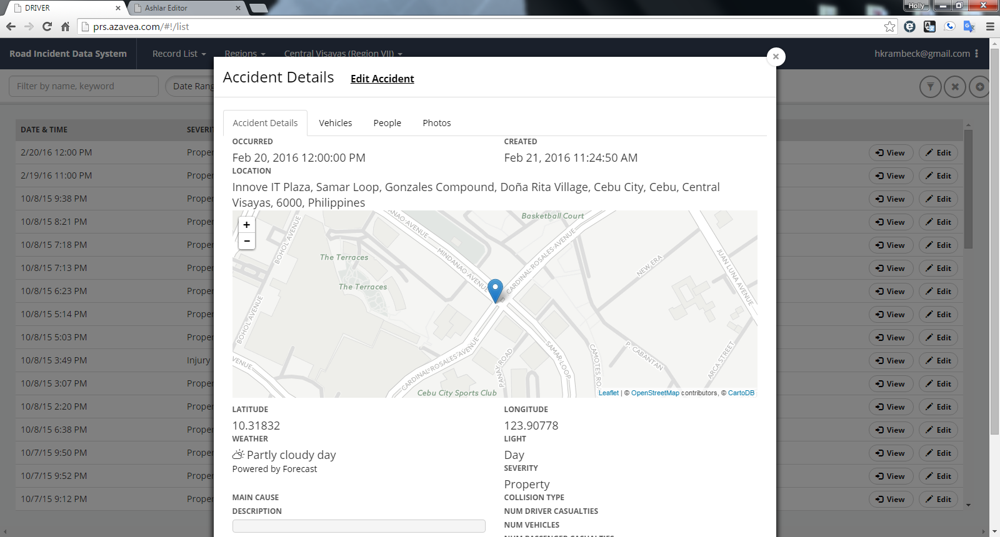 DRIVER
Ashlar Editor
Holly
prs.azavea.com/#!/list
Road Incident Data System
Record List
Regions
Central Visayas (Region VII)
hkrambeck@gmail.com
Filter by name, keyword
Date Rang
Accident Details
Edit Accident
Accident Details
Vehicles
People
Photos
OCCURRED
CREATED
Feb 20, 2016 12:00:00 PM
Feb 21, 2016 11:24:50 AM
LOCATION
Innove IT Plaza, Samar Loop, Gonzales Compound, Doña Rita Village, Cebu City, Cebu, Central
Visayas, 6000, Philippines
+
−
Basketball Court
BOHOL AVENUE
MINDANAO AVENUE
ANAO AVENUE
CARDINAL ROSALES AVENUE
The Terraces
The Terraces
NEW ERA
JUAN LUNA AVENUE
BOHOL AVENUE
CARDINAL-ROSALES-AVENUE
PANAY ROAD
SAMAR LOOP
CAMOTES RO
P. CABANTAN
ARCA STREET
VENUE
Cebu City Sports Club
Leaflet | © OpenStreetMap contributors, © CartoDB
LATITUDE
LONGITUDE
10.31832
123.90778
WEATHER
LIGHT
Partly cloudy day
Day
Powered by Forecast
SEVERITY
Property
MAIN CAUSE
COLLISION TYPE
DESCRIPTION
NUM DRIVER CASUALTIES
NUM VEHICLES
NUM PASSENGER CASUALTIES
DATE & TIME
SEVERI
2/20/16 12:00 PM
Proper
View
Edit
2/19/16 11:00 PM
Proper
View
Edit
10/8/15 9:38 PM
Proper
View
Edit
10/8/15 8:21 PM
Proper
View
Edit
10/8/15 7:18 PM
Proper
View
Edit
10/8/15 7:13 PM
Proper
View
Edit
10/8/15 6:23 PM
Proper
View
Edit
10/8/15 5:14 PM
Proper
View
Edit
10/8/15 5:03 PM
Proper
View
Edit
10/8/15 3:49 PM
Injury
View
Edit
10/8/15 3:07 PM
Proper
View
Edit
10/8/15 2:20 PM
Proper
View
Edit
10/8/15 6:38 PM
Proper
View
Edit
10/7/15 9:50 PM
Proper
View
Edit
10/7/15 9:52 PM
Proper
View
Edit
10/7/15 9:12 PM
Proper
View
Edit